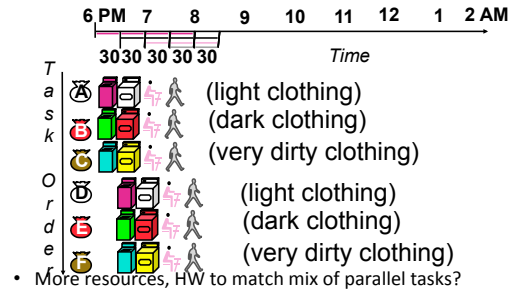 6 PM 7 8 9 10 11 12 1 2 AM
30 30 30 30 30 Time
Task Order
A (light clothing)
B (dark clothing)
C (very dirty clothing)
D (light clothing)
E (dark clothing)
F (very dirty clothing)
• More resources, HW to match mix of parallel tasks?